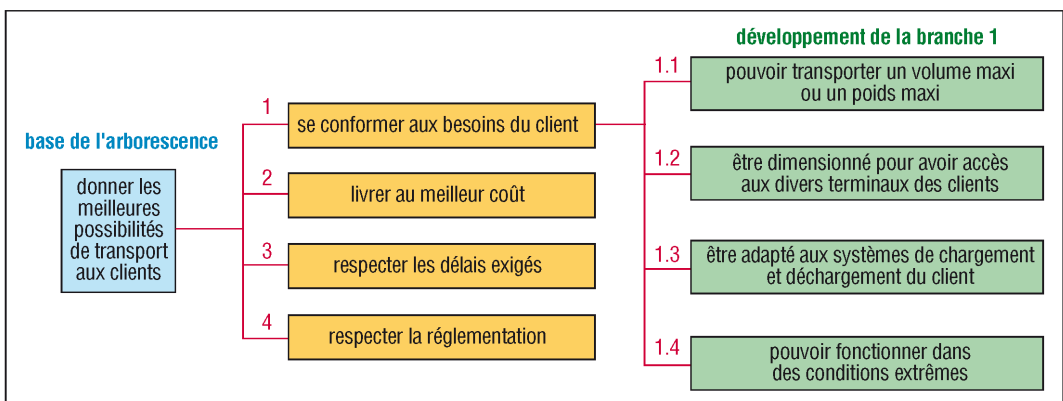 base de l'arborescence
donner les
meilleures
possibilités
de transport
aux clients
1
se conformer aux besoins du client
2
livrer au meilleur coût
3
respecter les délais exigés
4
respecter la réglementation
développement de la branche 1
1.1
pouvoir transporter un volume maxi
ou un poids maxi
1.2
être dimensionné pour avoir accès
aux divers terminaux des clients
1.3
être adapté aux systèmes de chargement
et déchargement du client
1.4
pouvoir fonctionner dans
des conditions extrêmes